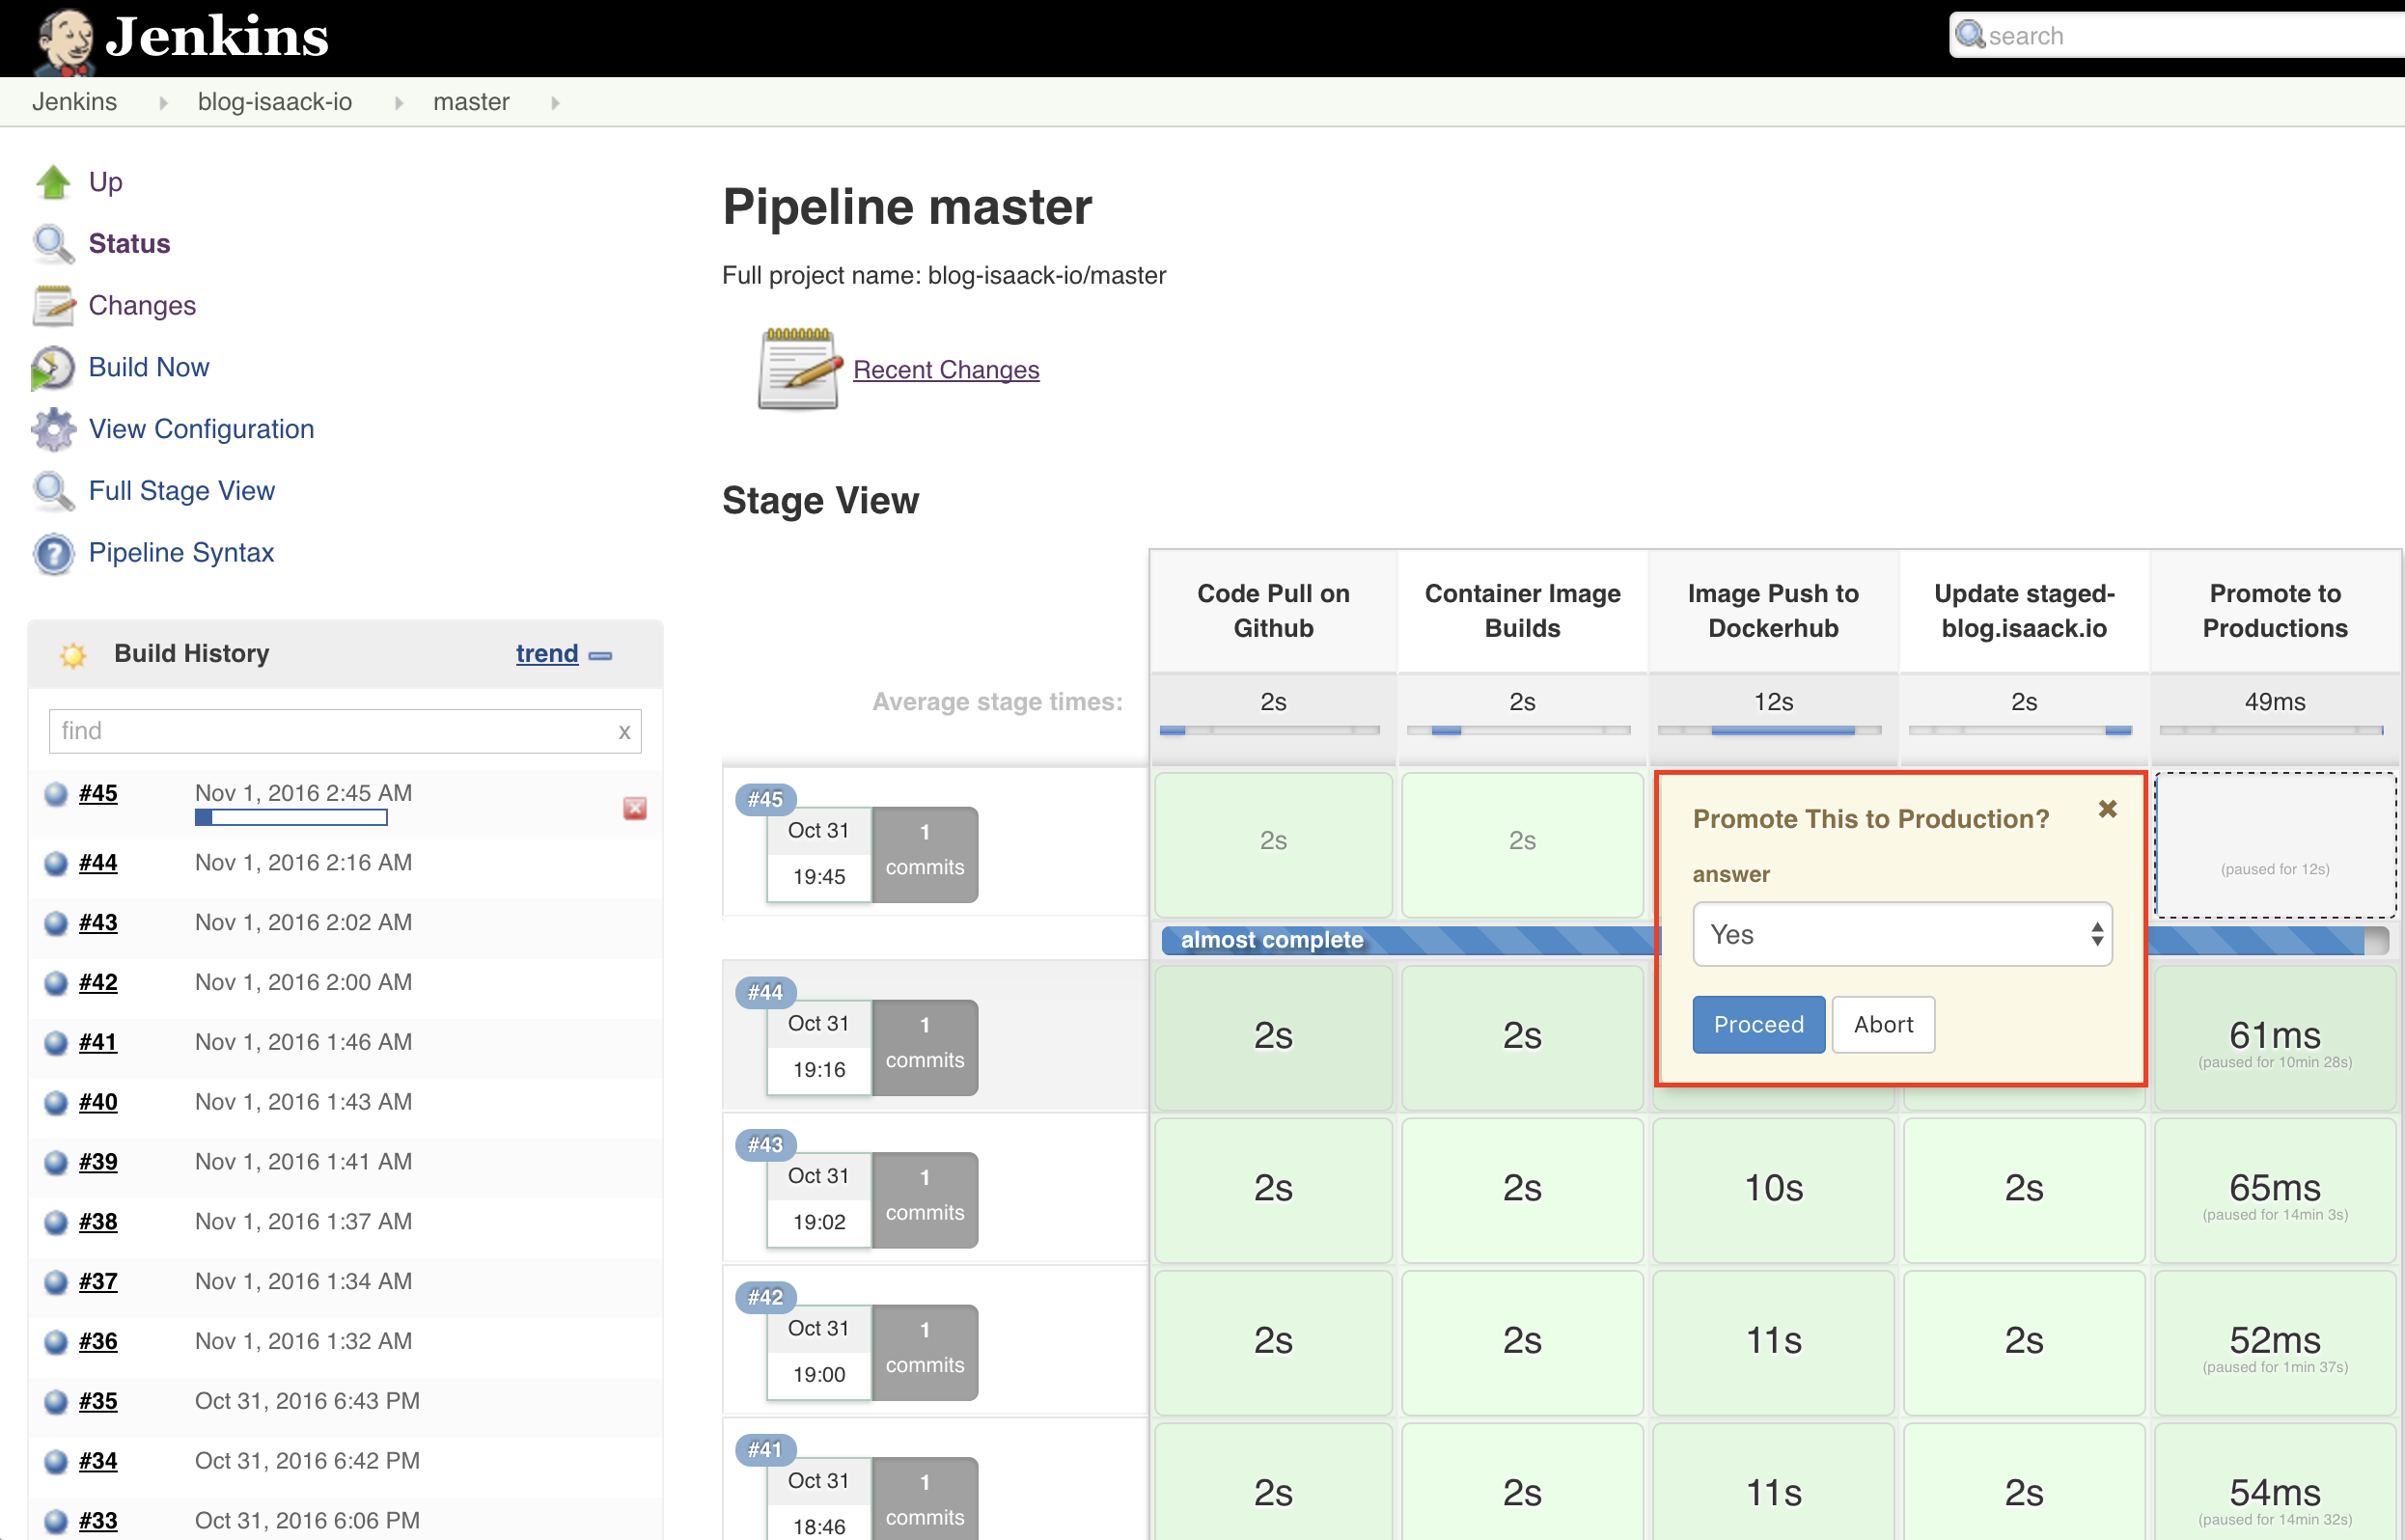 Jenkins
search
Jenkins
blog-isaack-io
master
Up
Status
Changes
Build Now
View Configuration
Full Stage View
Pipeline Syntax
Build History
trend
find
x
#45
Nov 1, 2016 2:45 AM
#44
Nov 1, 2016 2:16 AM
#43
Nov 1, 2016 2:02 AM
#42
Nov 1, 2016 2:00 AM
#41
Nov 1, 2016 1:46 AM
#40
Nov 1, 2016 1:43 AM
#39
Nov 1, 2016 1:41 AM
#38
Nov 1, 2016 1:37 AM
#37
Nov 1, 2016 1:34 AM
#36
Nov 1, 2016 1:32 AM
#35
Oct 31, 2016 6:43 PM
#34
Oct 31, 2016 6:42 PM
#33
Oct 31, 2016 6:06 PM
Pipeline master
Full project name: blog-isaack-io/master
Recent Changes
Stage View
Code Pull on
Github
Container Image
Builds
Image Push to
Dockerhub
Update staged-
blog.isaack.io
Promote to
Productions
Average stage times:
2s
2s
12s
2s
49ms
#45
Oct 31
19:45
1
commits
2s
2s
(paused for 12s)
almost complete
Promote This to Production?
answer
Yes
Proceed
Abort
#44
Oct 31
19:16
1
commits
2s
2s
61ms
(paused for 10min 28s)
#43
Oct 31
19:02
1
commits
2s
2s
10s
2s
65ms
(paused for 14min 3s)
#42
Oct 31
19:00
1
commits
2s
2s
11s
2s
52ms
(paused for 1min 37s)
#41
Oct 31
18:46
1
commits
2s
2s
11s
2s
54ms
(paused for 14min 32s)